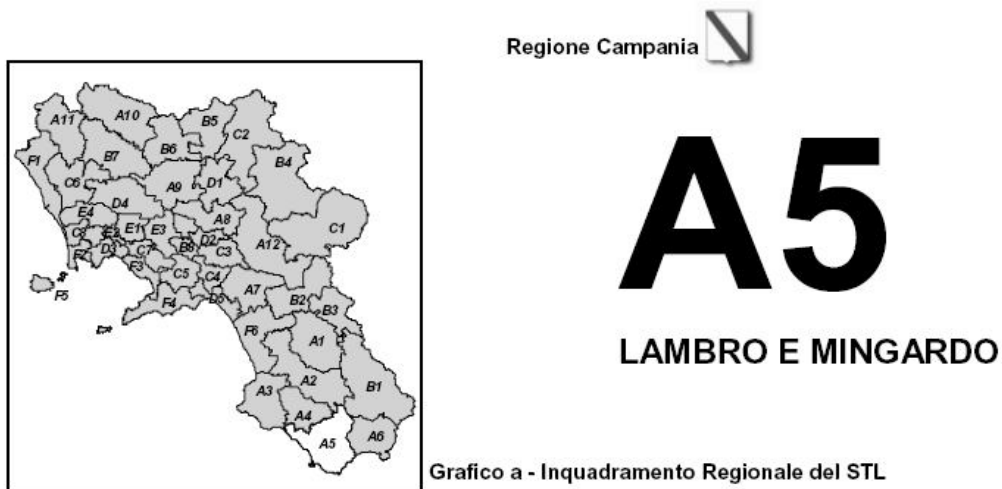 Regione Campania
A5
LAMBRO E MINGARDO
A11
A10
B5
C2
F1
B7
B6
B4
C6
A9
D1
D4
E4
A8
C1
E1
E3
C8
E2
D2
A12
F2
D3
C7
B8
C3
F3
C5
C4
F5
A7
F4
D5
B2
B3
F6
A1
A3
A2
B1
A4
A5
A6
Grafico a - Inquadramento Regionale del STL